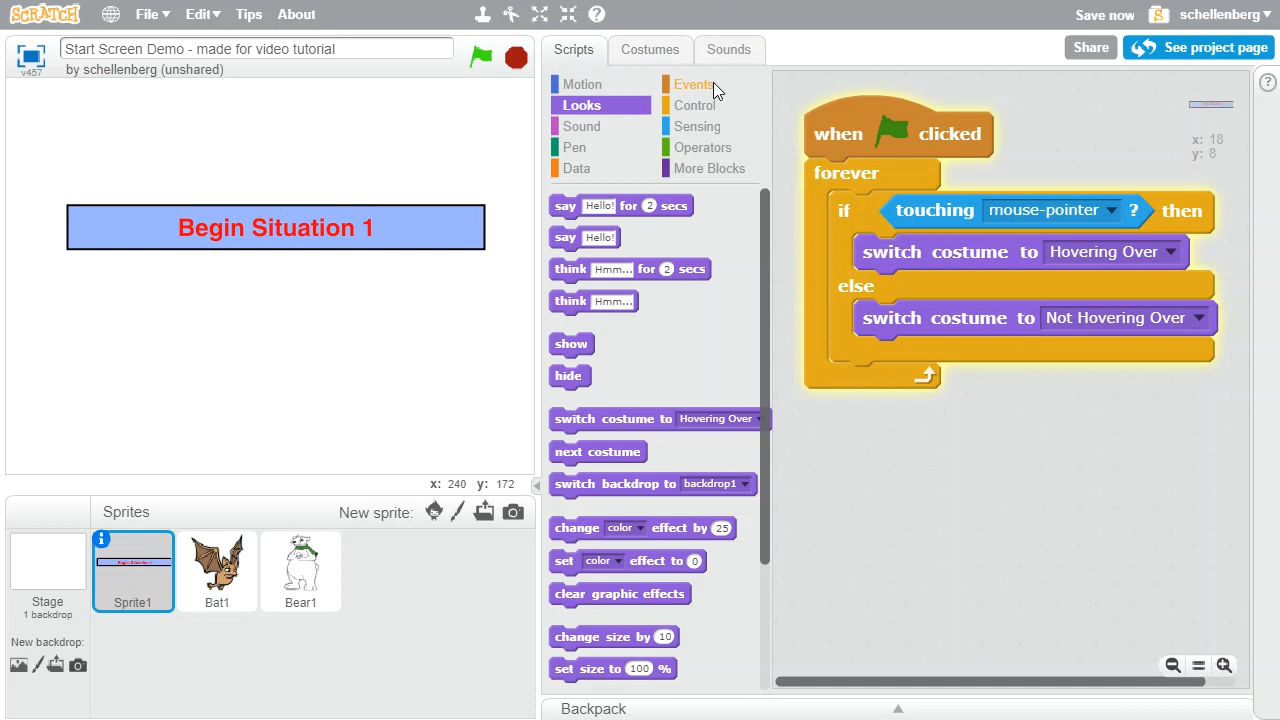 SCRATCH
File
Edit
Tips
About
Save now
schellenberg
v457
Start Screen Demo - made for video tutorial
by schellenberg (unshared)
Scripts
Costumes
Sounds
Share
See project page
?
Motion
Events
Looks
Control
Sound
Sensing
Pen
Operators
Data
More Blocks
Begin Situation 1
say Hello! for 2 secs
say Hello!
think Hmm... for 2 secs
think Hmm...
show
hide
switch costume to Hovering Over
next costume
switch backdrop to backdrop1
change color effect by 25
set color effect to 0
clear graphic effects
change size by 10
set size to 100 %
when clicked
forever
if touching mouse-pointer ? then
switch costume to Hovering Over
else
switch costume to Not Hovering Over
x: 18
y: 8
x: 240 y: 172
Sprites
New sprite:
Stage
1 backdrop
New backdrop:
Begin Situation 1
Sprite1
Bat1
Bear1
Backpack